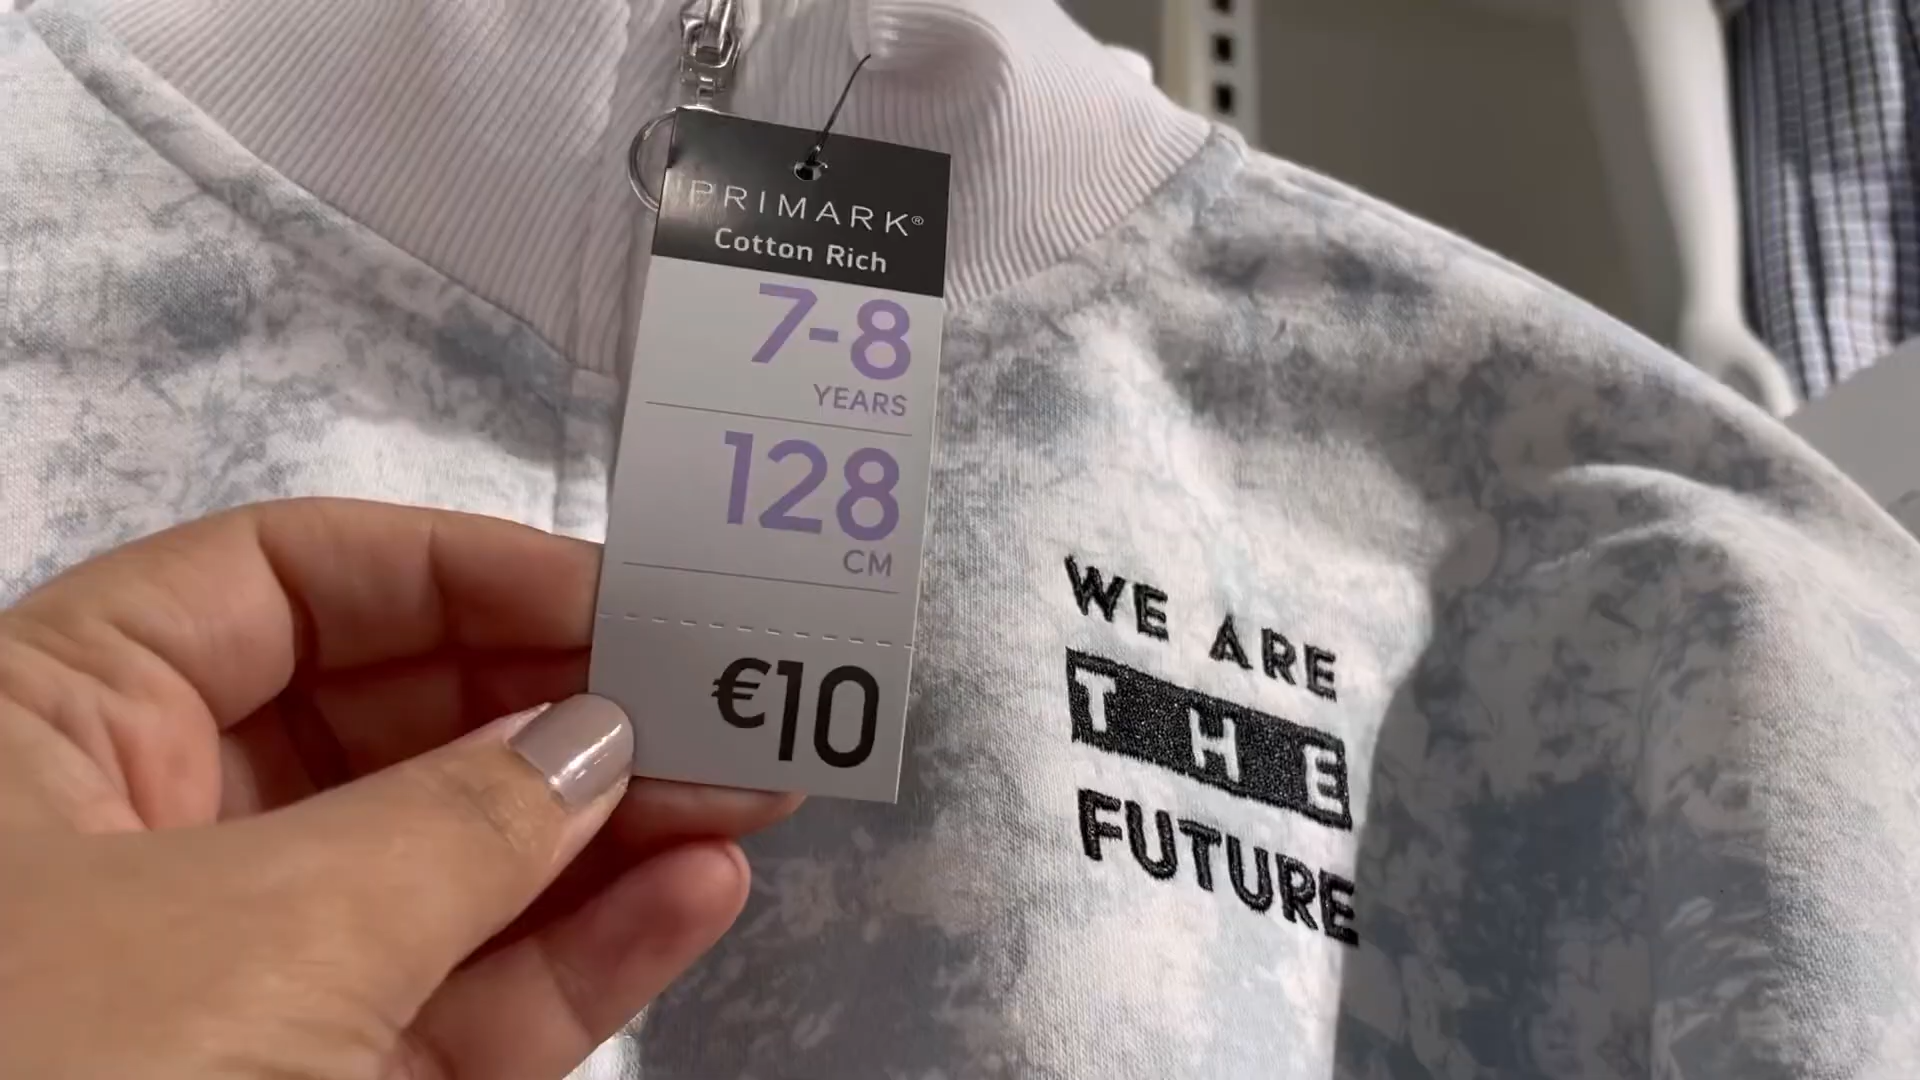 PRIMARK®
Cotton Rich
7-8
YEARS
128
CM
€10
WE ARE
THE
FUTURE